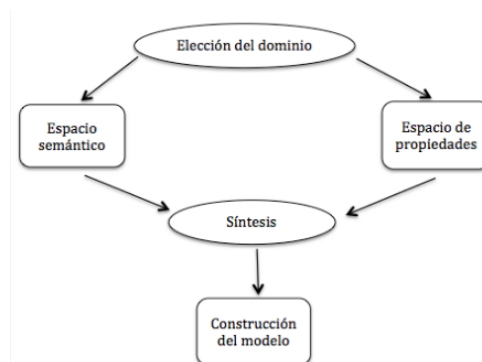 Elección del dominio
Espacio
semántico
Espacio de
propiedades
Síntesis
Construcción
del modelo